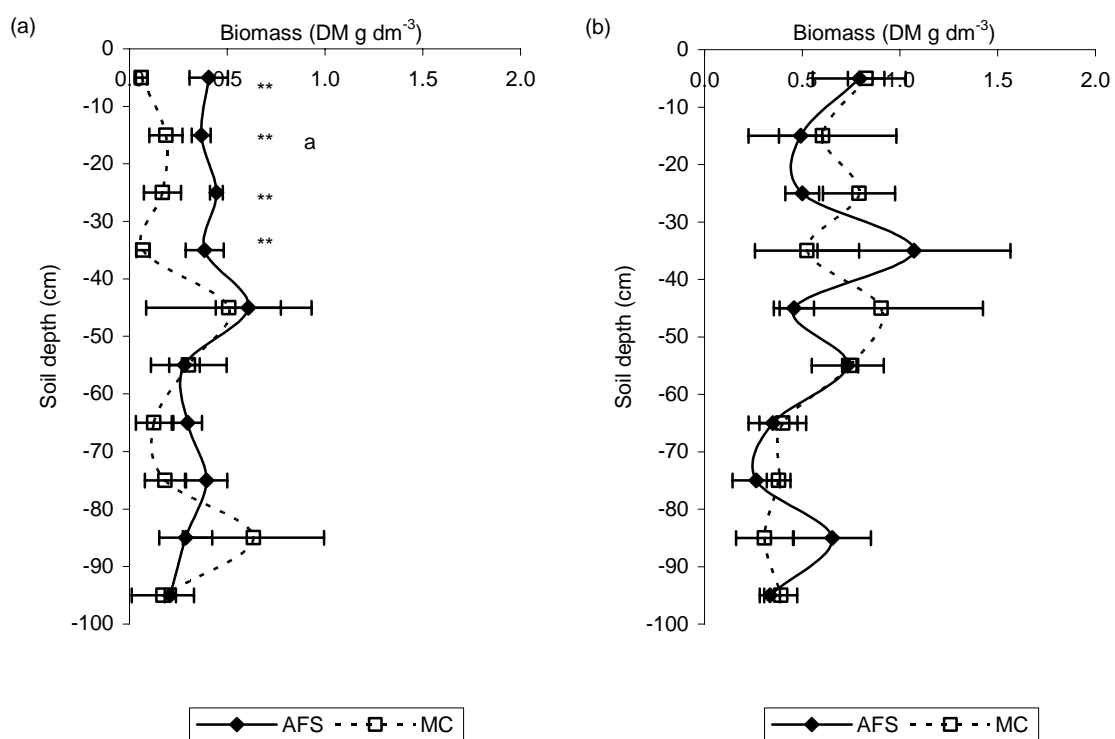 (a)
Biomass (DM g dm-3)
0.0 0.5 1.0 1.5 2.0
0
-10
-20
-30
-40
-50
-60
-70
-80
-90
-100
Soil depth (cm)
**
** a
**
**
AFS MC
(b)
Biomass (DM g dm-3)
0.0 0.5 1.0 1.5 2.0
0
-10
-20
-30
-40
-50
-60
-70
-80
-90
-100
Soil depth (cm)
AFS MC